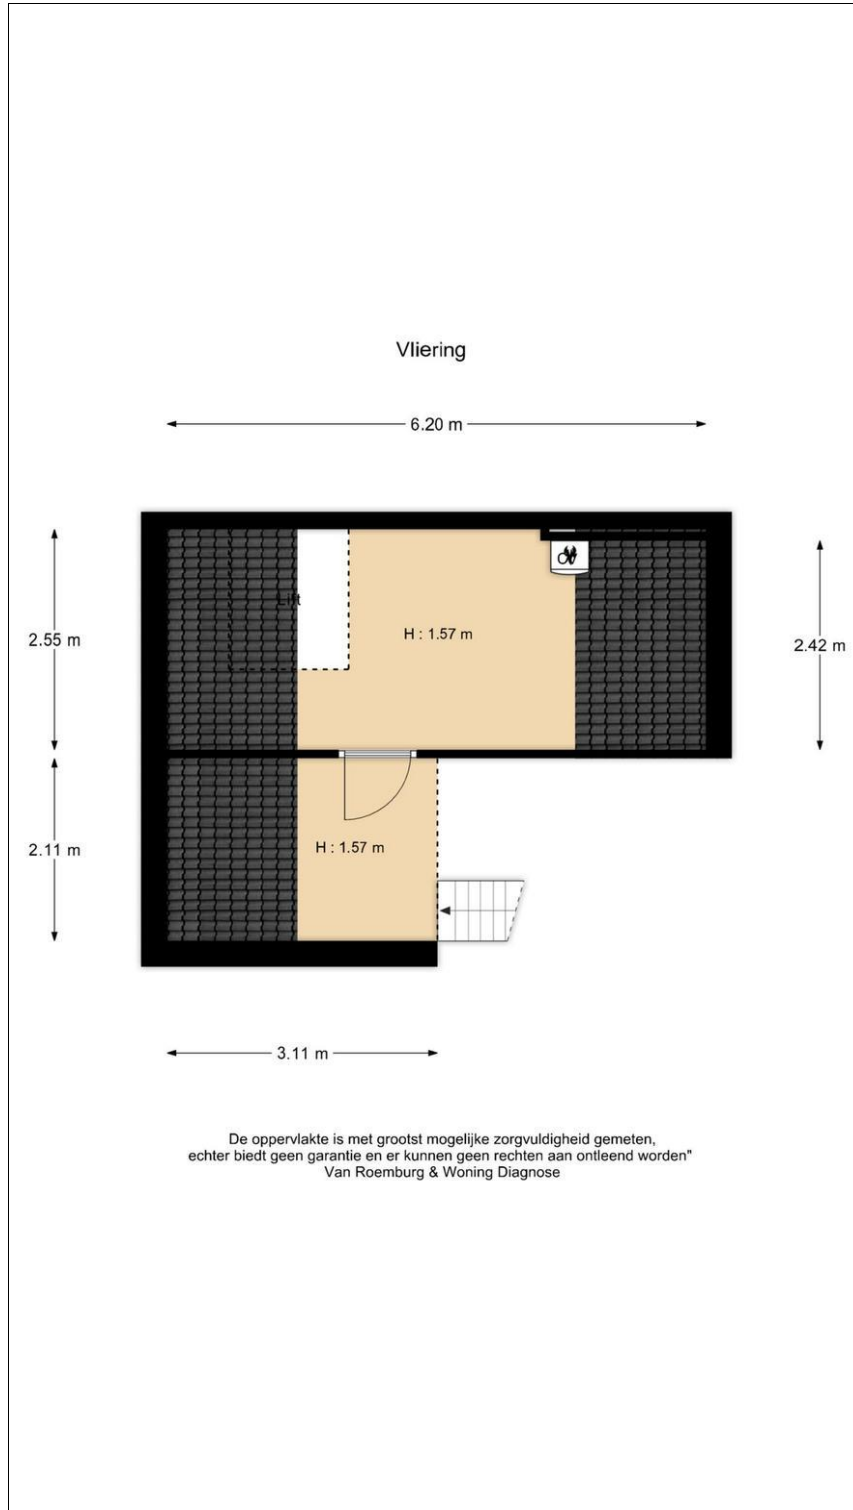 Vliering
6.20 m
Lift
H : 1.57 m
2.55 m
2.42 m
2.11 m
H : 1.57 m
3.11 m
De oppervlakte is met grootst mogelijke zorgvuldigheid gemeten,
echter biedt geen garantie en er kunnen geen rechten aan ontleend worden"
Van Roemburg & Woning Diagnose